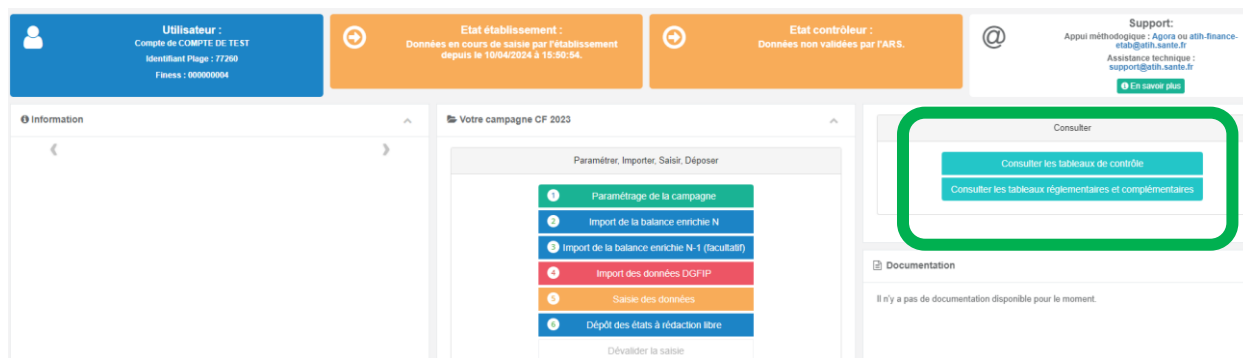 Utilisateur :
Compte de COMPTE DE TEST
Identifiant Plage : 77260
Finess : 000000004
Etat établissement :
Données en cours de saisie par l'établissement
depuis le 10/04/2024 à 15:50:54.
Etat contrôleur :
Données non validées par l'ARS.
@
Support:
Appui méthodologique : Agora ou atih-finance-
etab@atih.sante.fr
Assistance technique :
support@atih.sante.fr
En savoir plus
Information
Votre campagne CF 2023
Paramétrer, Importer, Saisir, Déposer
1 Paramétrage de la campagne
2 Import de la balance enrichie N
3 Import de la balance enrichie N-1 (facultatif)
4 Import des données DGFIP
5 Saisie des données
6 Dépôt des états à rédaction libre
Dévalider la saisie
Consulter
Consulter les tableaux de contrôle
Consulter les tableaux réglementaires et complémentaires
Documentation
Il n'y a pas de documentation disponible pour le moment.